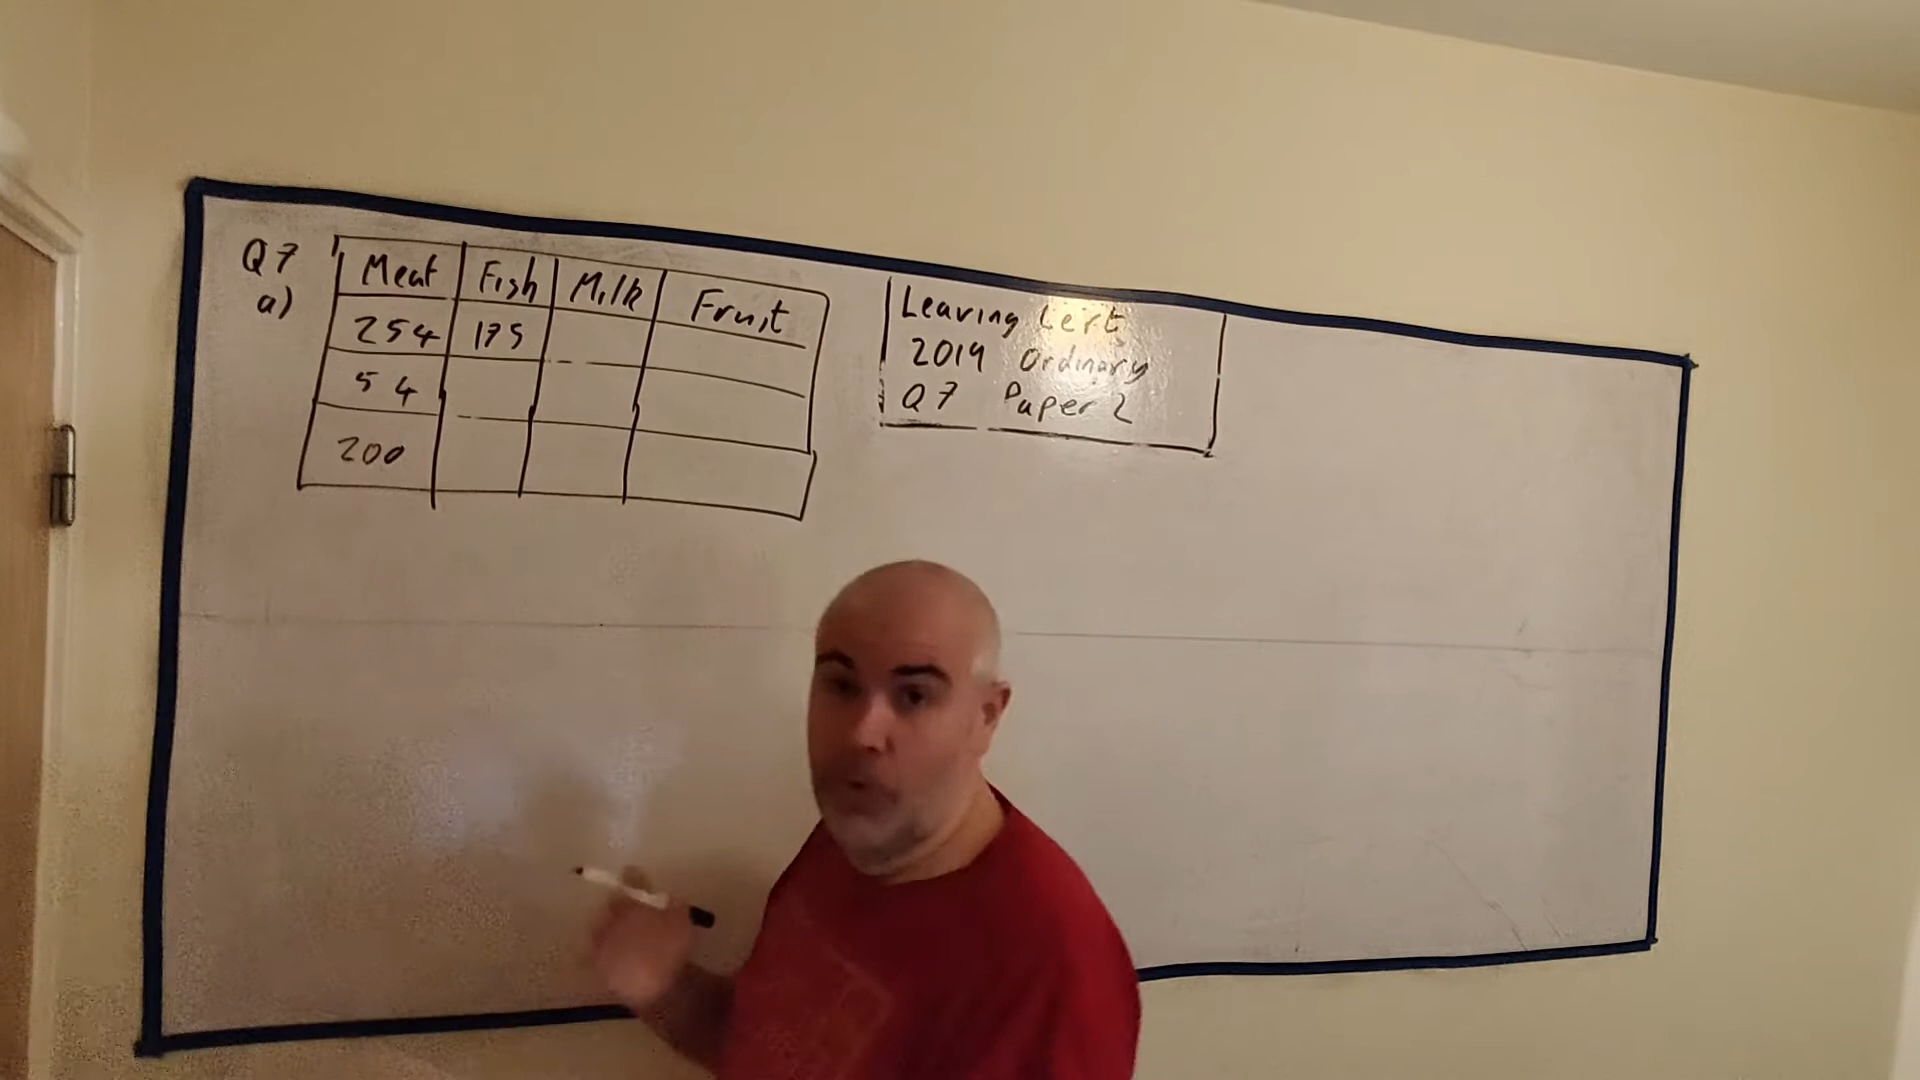 Q7
a)
Meat Fish Milk Fruit
254 175
54
200
Leaving Cert
2019 Ordinary
Q7 Paper 2